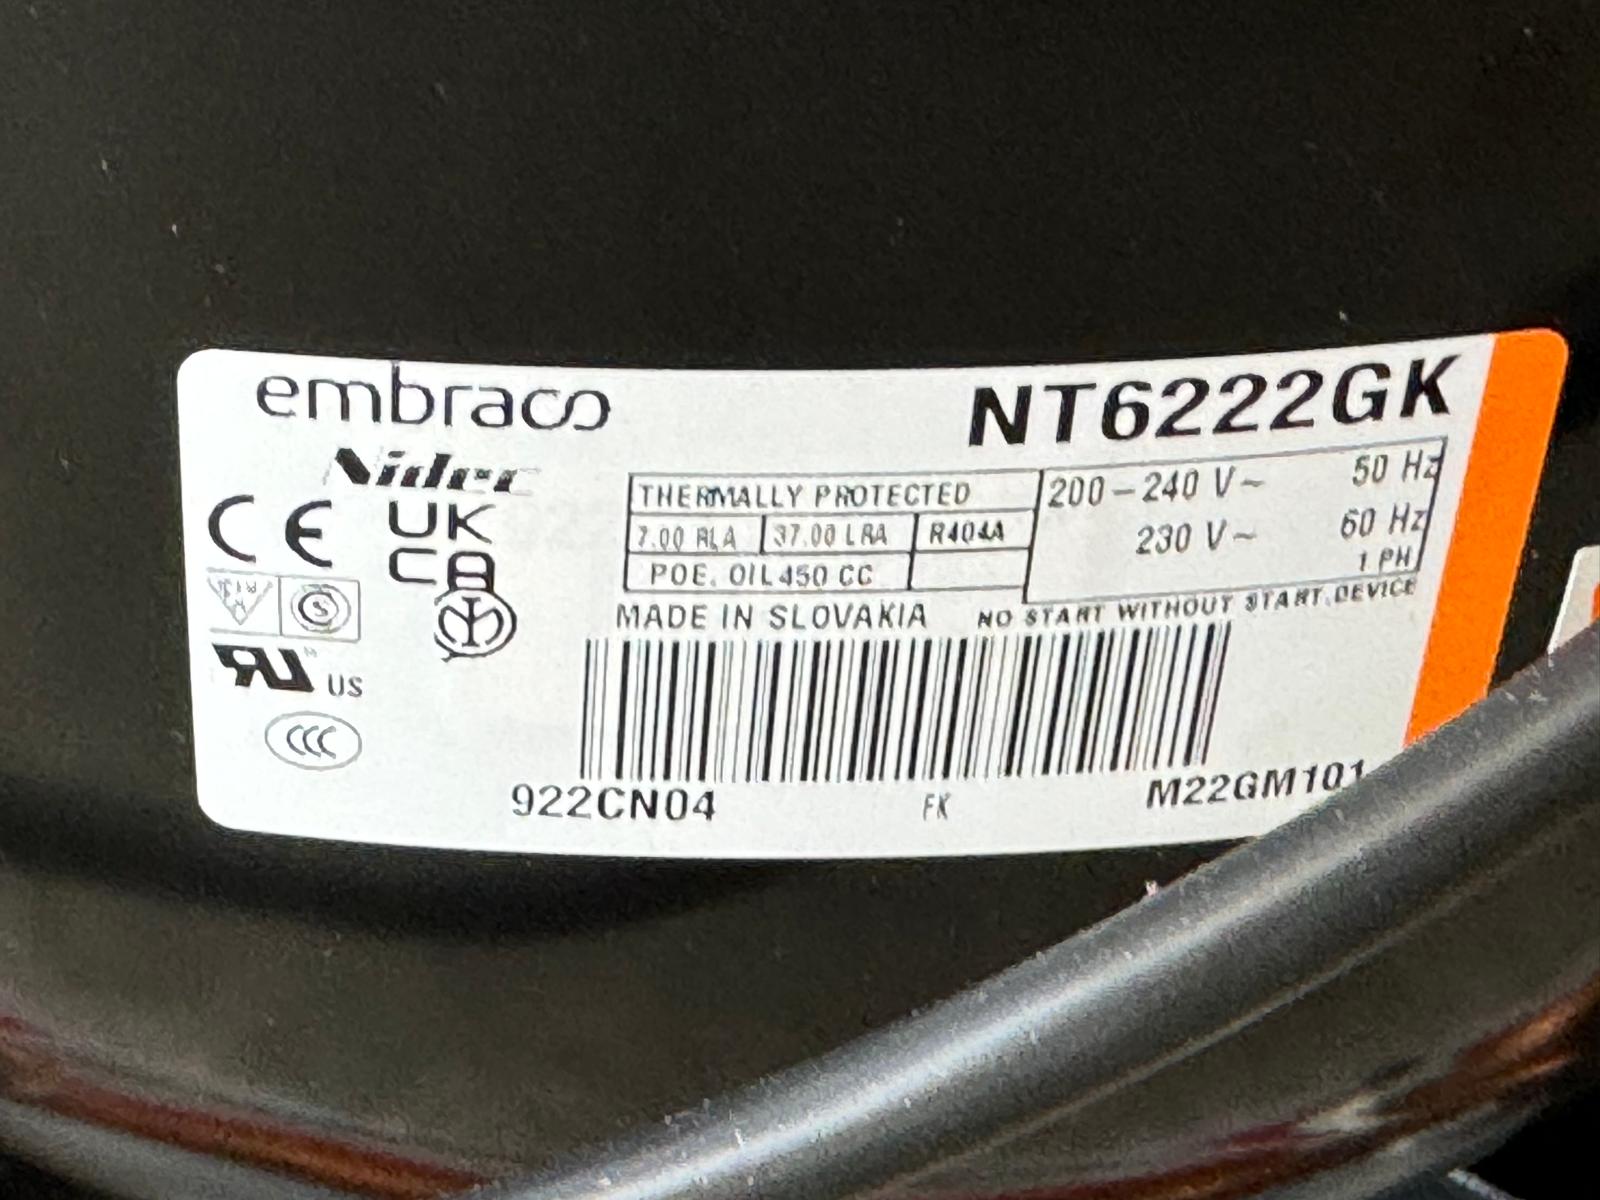 embraco
NT6222GK
Nidec
CE
UK
CA
THERMALLY PROTECTED
7.00 RLA 37.00 LRA R404A
POE. OIL 450 CC
200-240 V~ 50 Hz
230 V~ 60 Hz
1 PH
MADE IN SLOVAKIA
NO START WITHOUT START.DEVICE
S
US
CCC
922CN04
FK
M22GM101